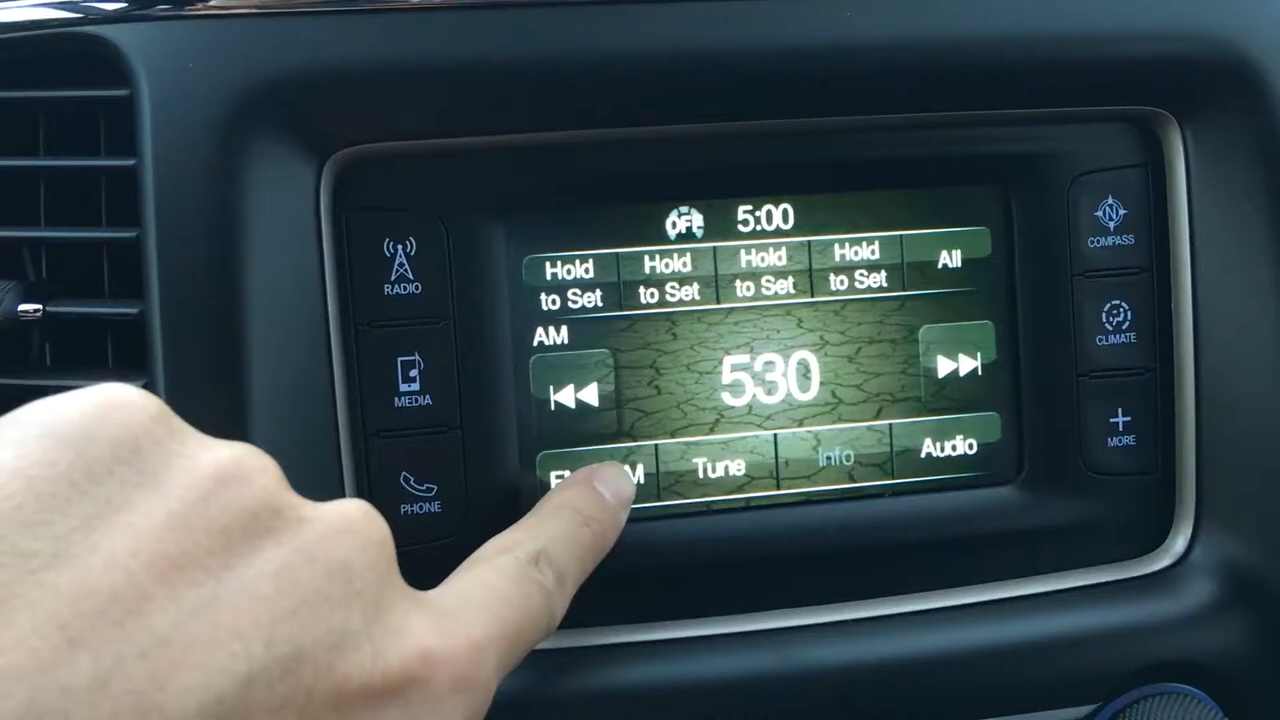 OFF 5:00
Hold to Set
Hold to Set
Hold to Set
Hold to Set
All
AM
530
Tune
Info
Audio
RADIO
MEDIA
PHONE
N
COMPASS
CLIMATE
MORE